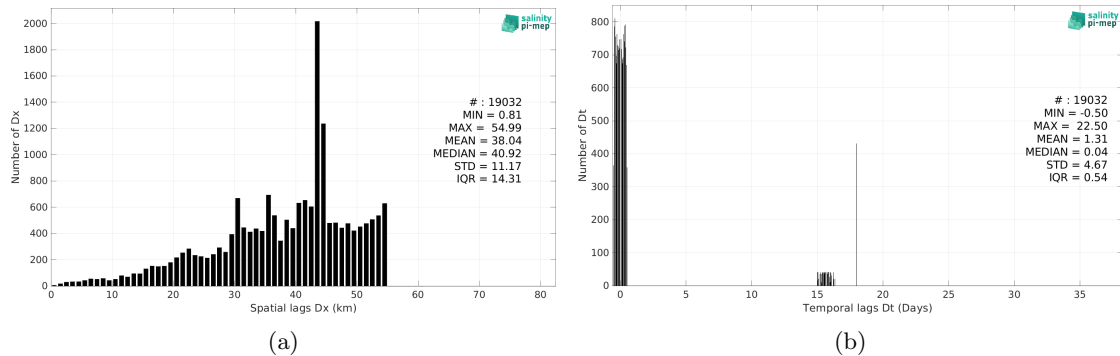 2000
1800
1600
1400
1200
1000
800
600
400
200
0
Number of Dx
0 10 20 30 40 50 60 70 80
Spatial lags Dx (km)
salinity
pi-mep
# : 19032
MIN = 0.81
MAX = 54.99
MEAN = 38.04
MEDIAN = 40.92
STD = 11.17
IQR = 14.31
(a)
800
700
600
500
400
300
200
100
0
Number of Dt
0 5 10 15 20 25 30 35
Temporal lags Dt (Days)
salinity
pi-mep
# : 19032
MIN = -0.50
MAX = 22.50
MEAN = 1.31
MEDIAN = 0.04
STD = 4.67
IQR = 0.54
(b)